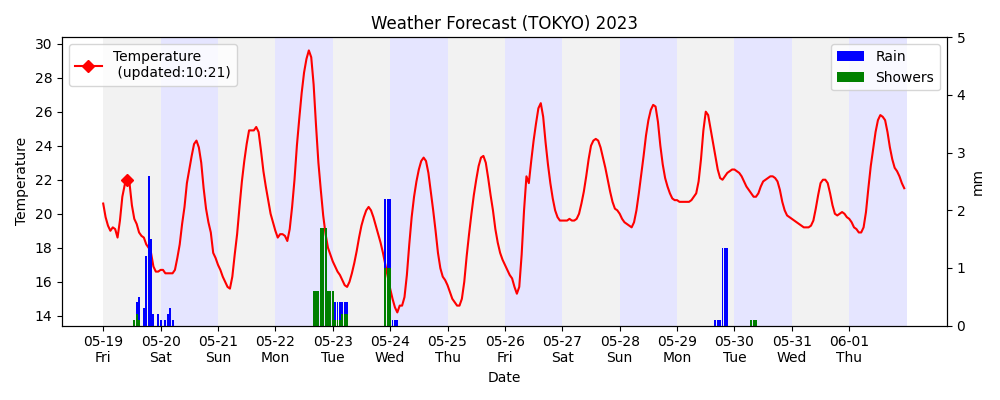 Weather Forecast (TOKYO) 2023
Temperature
(updated:10:21)
Rain
Showers
30
28
26
24
22
20
18
16
14
Temperature
5
4
3
2
1
0
mm
05-19 05-20 05-21 05-22 05-23 05-24 05-25 05-26 05-27 05-28 05-29 05-30 05-31 06-01
Fri Sat Sun Mon Tue Wed Thu Fri Sat Sun Mon Tue Wed Thu
Date